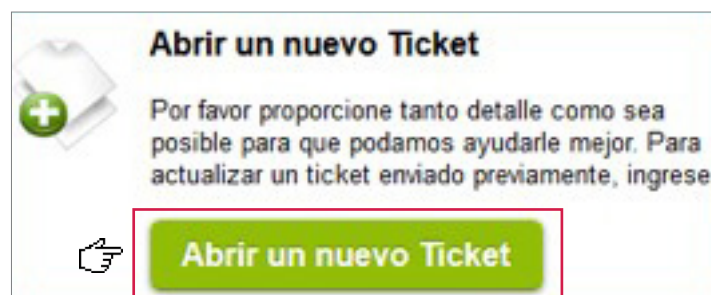 Abrir un nuevo Ticket
Por favor proporcione tanto detalle como sea
posible para que podamos ayudarle mejor. Para
actualizar un ticket enviado previamente, ingrese
Abrir un nuevo Ticket